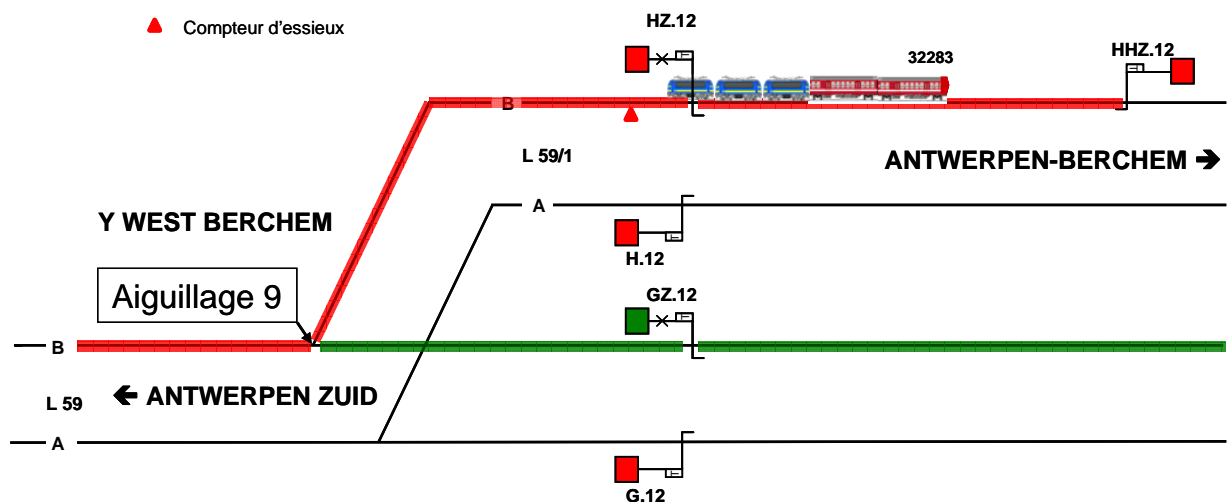 Compteur d'essieux
HZ.12
HHZ.12
32283
B
L 59/1
ANTWERPEN-BERCHEM →
A
Y WEST BERCHEM
H.12
Aiguillage 9
GZ.12
B
← ANTWERPEN ZUID
L 59
A
G.12